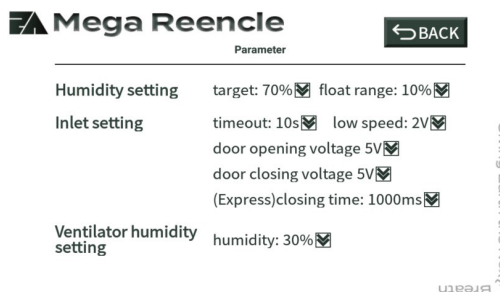 Mega Reencle
BACK
Parameter
Humidity setting target: 70% float range: 10%
Inlet setting timeout: 10s low speed: 2V
door opening voltage 5V
door closing voltage 5V
(Express)closing time: 1000ms
Ventilator humidity setting humidity: 30%
Breath